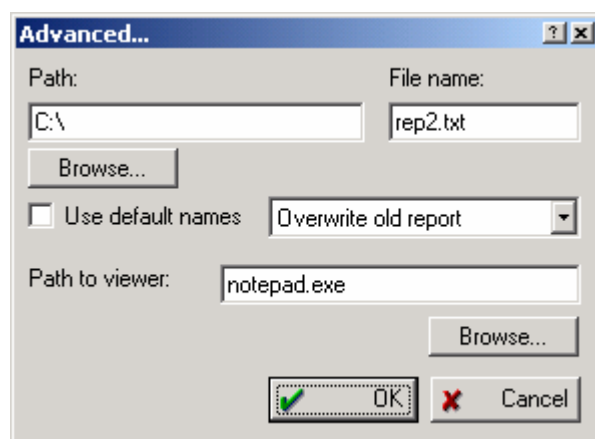 Advanced...
Path: File name:
C:\ rep2.txt
Browse...
Use default names Overwrite old report
Path to viewer: notepad.exe
Browse...
OK Cancel